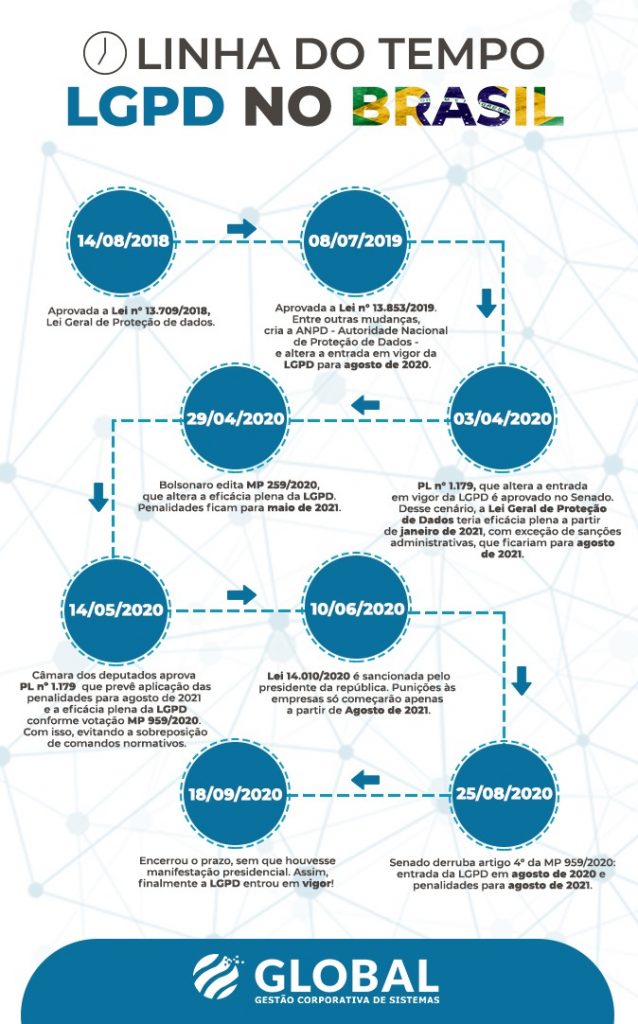 LINHA DO TEMPO
LGPD NO BRASIL
14/08/2018
Aprovada a Lei nº 13.709/2018,
Lei Geral de Proteção de dados.
08/07/2019
Aprovada a Lei nº 13.853/2019.
Entre outras mudanças,
cria a ANPD - Autoridade Nacional
de Proteção de Dados -
e altera a entrada em vigor da
LGPD para agosto de 2020.
03/04/2020
PL nº 1.179, que altera a entrada
em vigor da LGPD é aprovado no Senado.
Desse cenário, a Lei Geral de Proteção
de Dados teria eficácia plena a partir
de janeiro de 2021, com exceção de sanções
administrativas, que ficariam para agosto
de 2021.
29/04/2020
Bolsonaro edita MP 259/2020,
que altera a eficácia plena da LGPD.
Penalidades ficam para maio de 2021.
14/05/2020
Câmara dos deputados aprova
PL nº 1.179 que prevê aplicação das
penalidades para agosto de 2021
e a eficácia plena da LGPD
conforme votação MP 959/2020.
Com isso, evitando a sobreposição
de comandos normativos.
10/06/2020
Lei 14.010/2020 é sancionada pelo
presidente da república. Punições às
empresas só começarão apenas
a partir de Agosto de 2021.
25/08/2020
Senado derruba artigo 4º da MP 959/2020:
entrada da LGPD em agosto de 2020 e
penalidades para agosto de 2021.
18/09/2020
Encerrou o prazo, sem que houvesse
manifestação presidencial. Assim,
finalmente a LGPD entrou em vigor!
GLOBAL
GESTÃO CORPORATIVA DE SISTEMAS